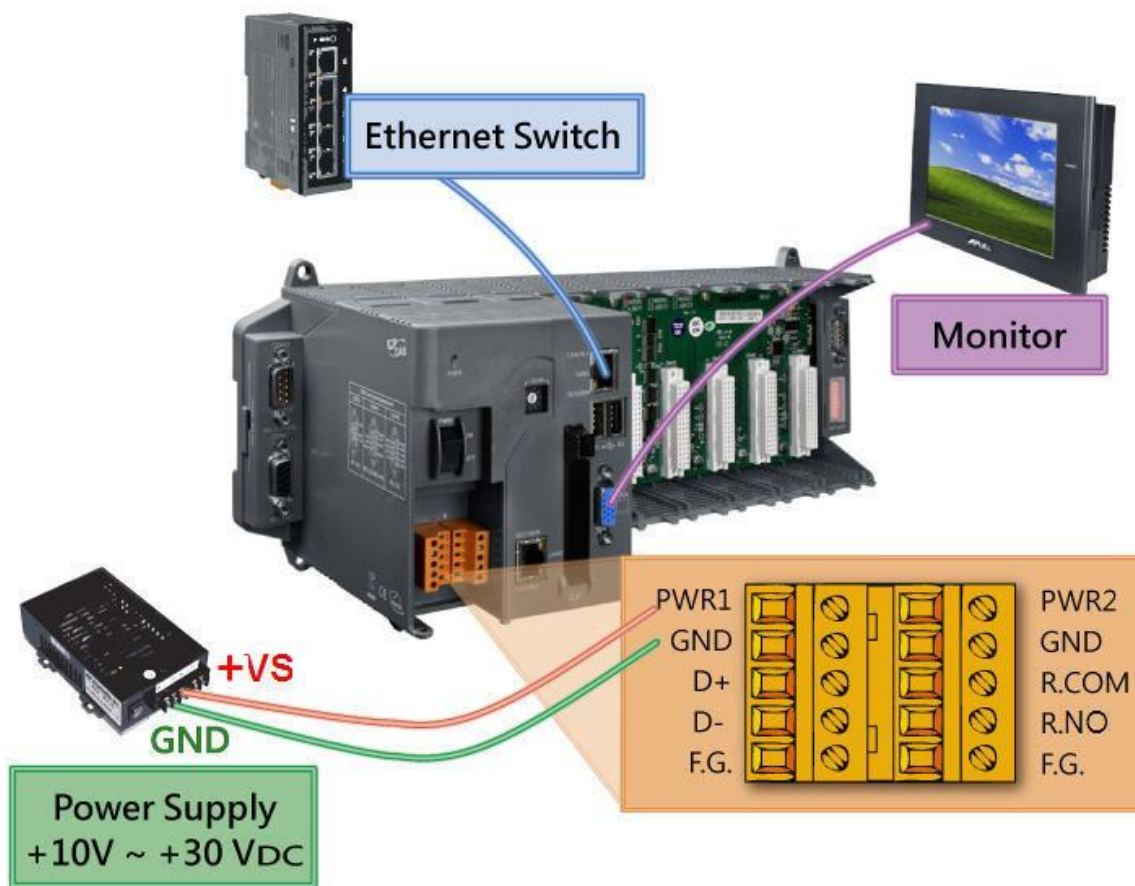 Ethernet Switch
Monitor
+VS
GND
Power Supply
+10V ~ +30 VDC
PWR1
GND
D+
D-
F.G.
PWR2
GND
R.COM
R.NO
F.G.